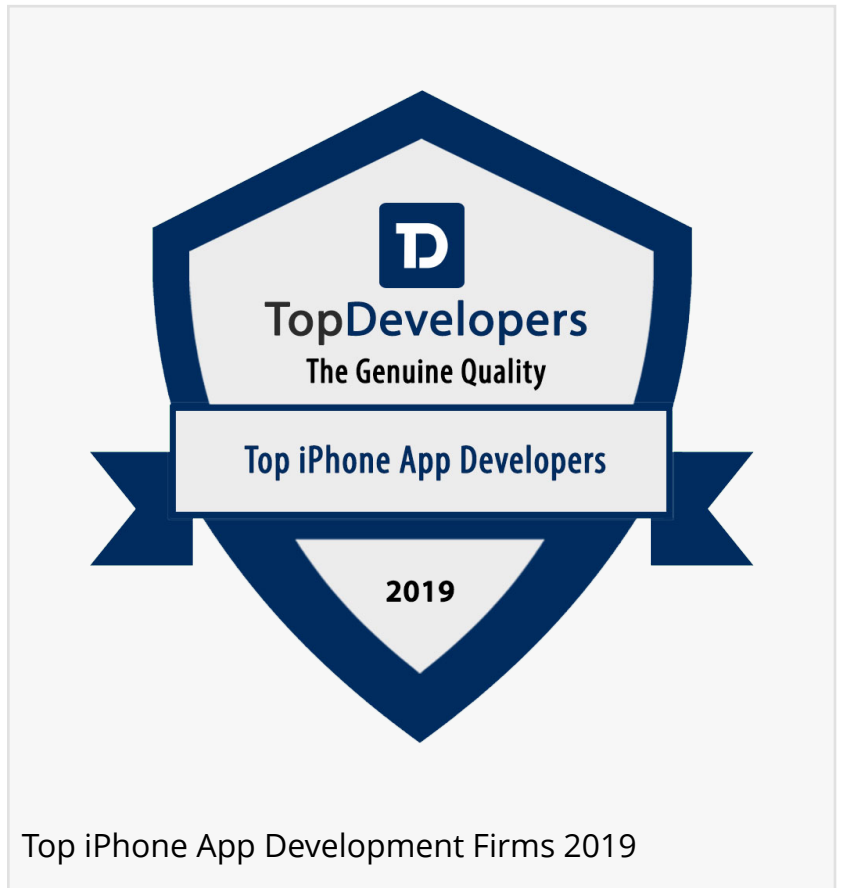 TD
TopDevelopers
The Genuine Quality
Top iPhone App Developers
2019
Top iPhone App Development Firms 2019